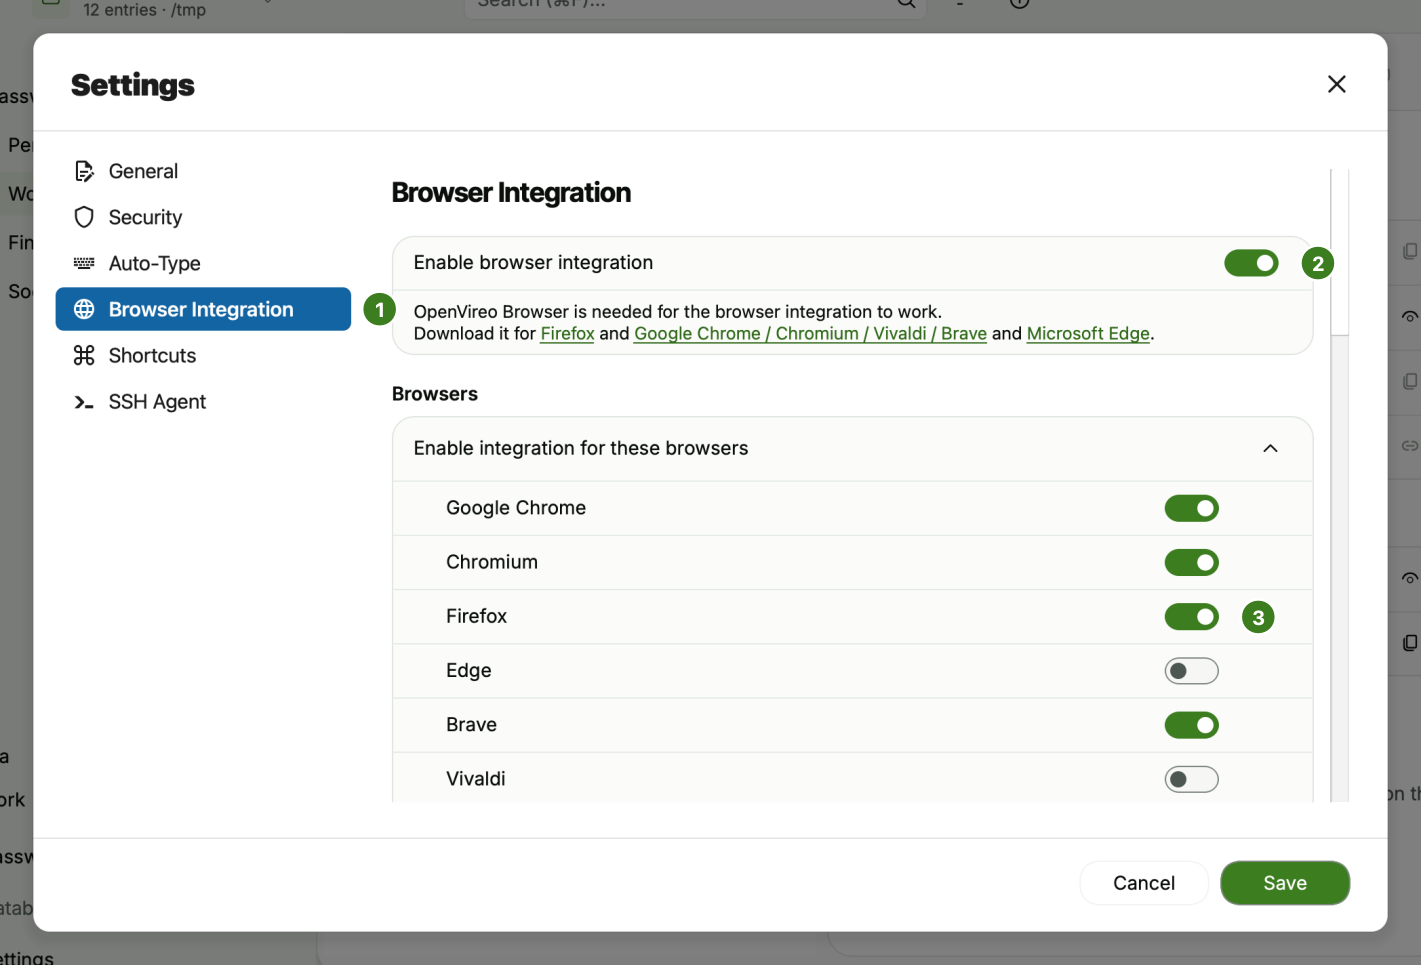 12 entries · /tmp
Search (⌘F)...
Settings
General
Security
Auto-Type
Browser Integration
Shortcuts
SSH Agent
1
Browser Integration
Enable browser integration
2
OpenVireo Browser is needed for the browser integration to work.
Download it for Firefox and Google Chrome / Chromium / Vivaldi / Brave and Microsoft Edge.
Browsers
Enable integration for these browsers
Google Chrome
Chromium
Firefox
3
Edge
Brave
Vivaldi
Cancel
Save